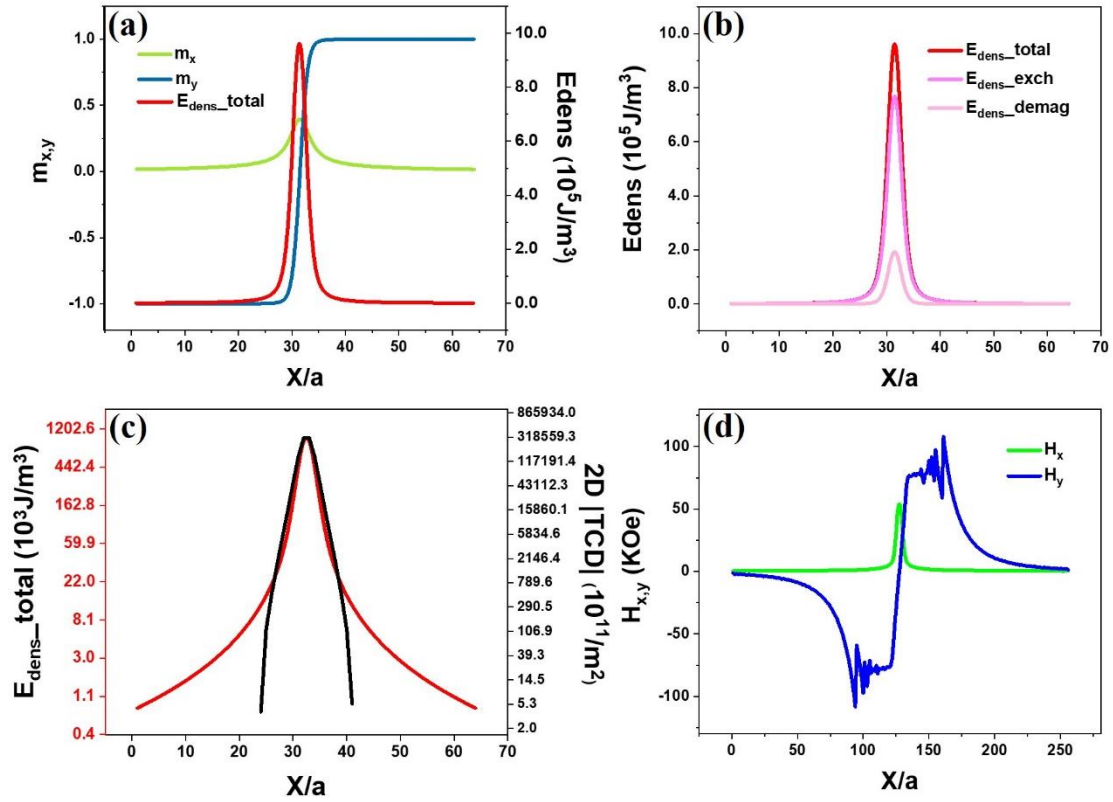 (a)
m_x
m_y
E_dens_total
m_x,y
1.0
0.5
0.0
-0.5
-1.0
10.0
8.0
6.0
4.0
2.0
0.0
Edens (10^5J/m^3)
0 10 20 30 40 50 60 70
X/a
(b)
E_dens_total
E_dens_exch
E_dens_demag
Edens (10^5J/m^3)
10.0
8.0
6.0
4.0
2.0
0.0
0 10 20 30 40 50 60 70
X/a
(c)
E_dens_total (10^3J/m^3)
1202.6
442.4
162.8
59.9
22.0
8.1
3.0
1.1
0.4
865934.0
318559.3
117191.4
43112.3
15860.1
5834.6
2146.4
789.6
290.5
106.9
39.3
14.5
5.3
2.0
2D |TCD| (10^11/m^2)
0 10 20 30 40 50 60 70
X/a
(d)
H_x
H_y
H_x,y (KOe)
100
50
0
-50
-100
0 50 100 150 200 250
X/a